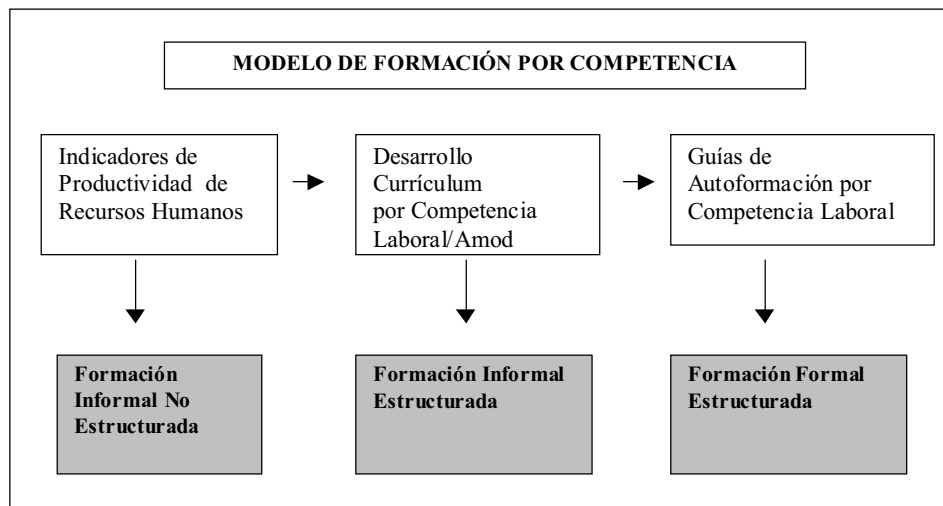 MODELO DE FORMACIÓN POR COMPETENCIA
Indicadores de
Productividad de
Recursos Humanos
Desarrollo
Currículum
por Competencia
Laboral/Amod
Guías de
Autoformación por
Competencia Laboral
Formación
Informal No
Estructurada
Formación Informal
Estructurada
Formación Formal
Estructurada